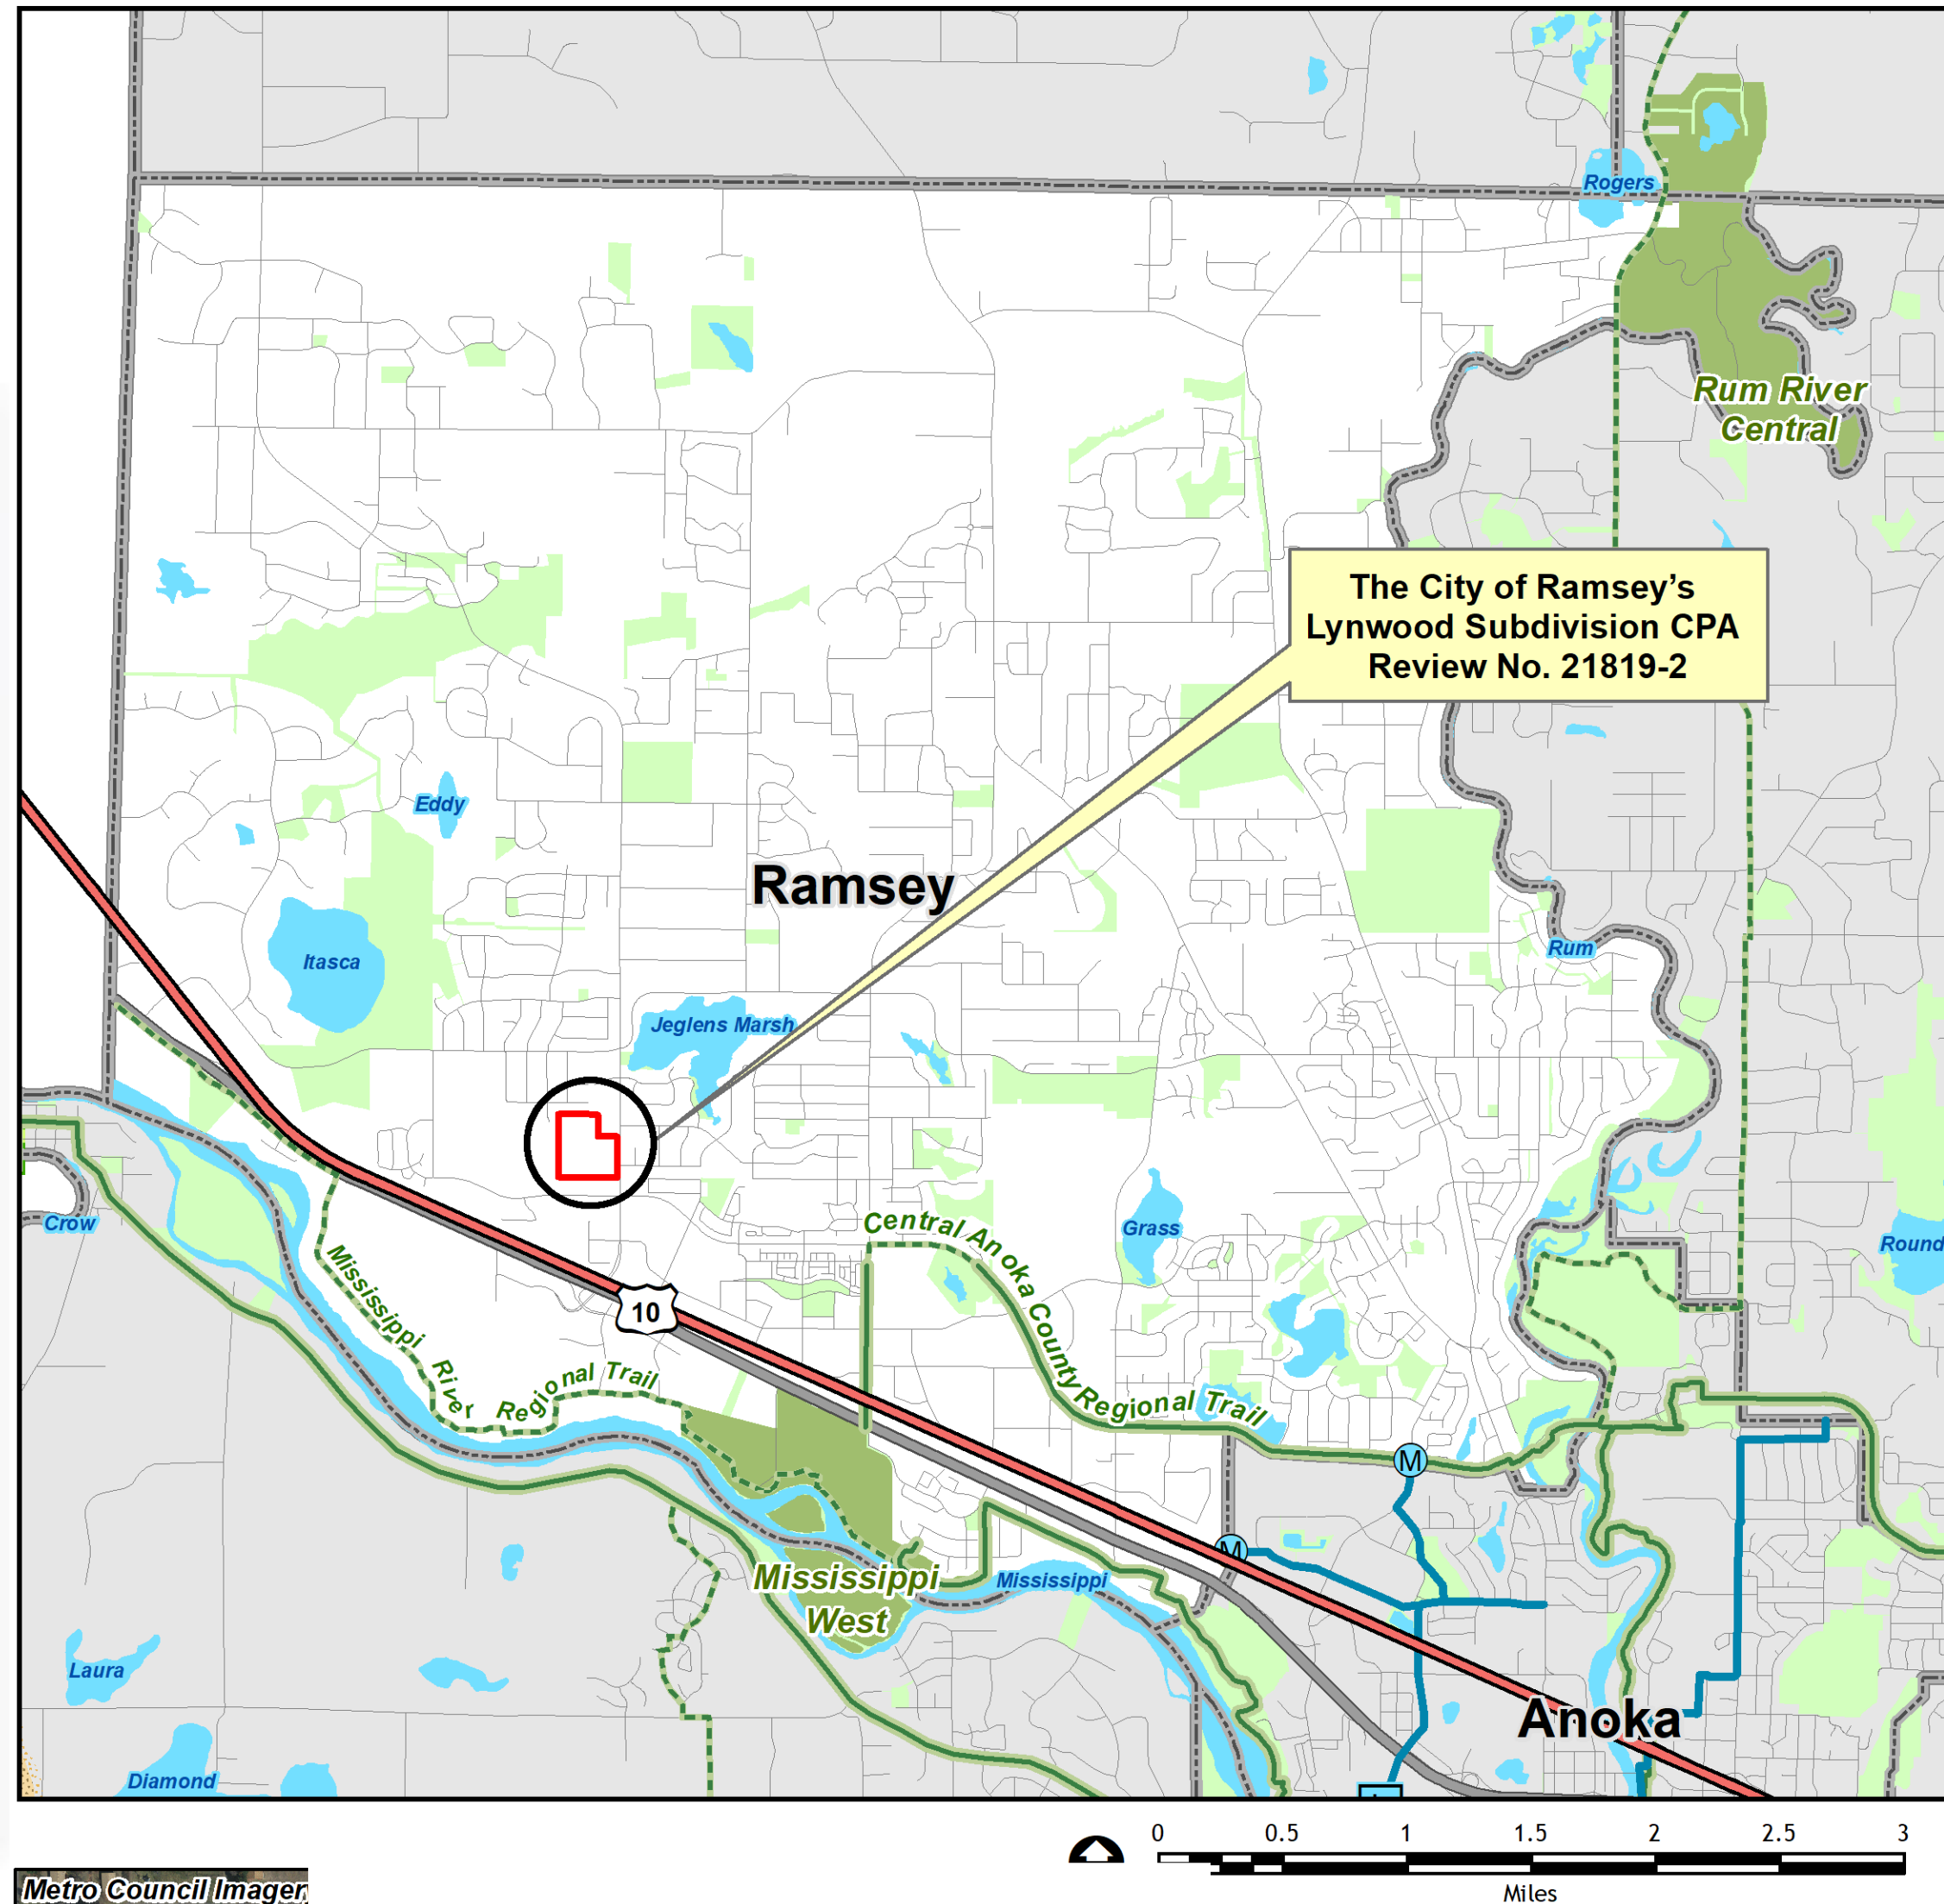 Rogers
Rum River
Central
The City of Ramsey’s
Lynwood Subdivision CPA
Review No. 21819-2
Eddy
Ramsey
Rum
Itasca
Jeglens Marsh
Crow
Central Anoka County Regional Trail
Grass
Round
Mississippi River Regional Trail
10
M
M
Mississippi
West
Mississippi
Laura
Anoka
Diamond
0 0.5 1 1.5 2 2.5 3
Miles
Metro Council